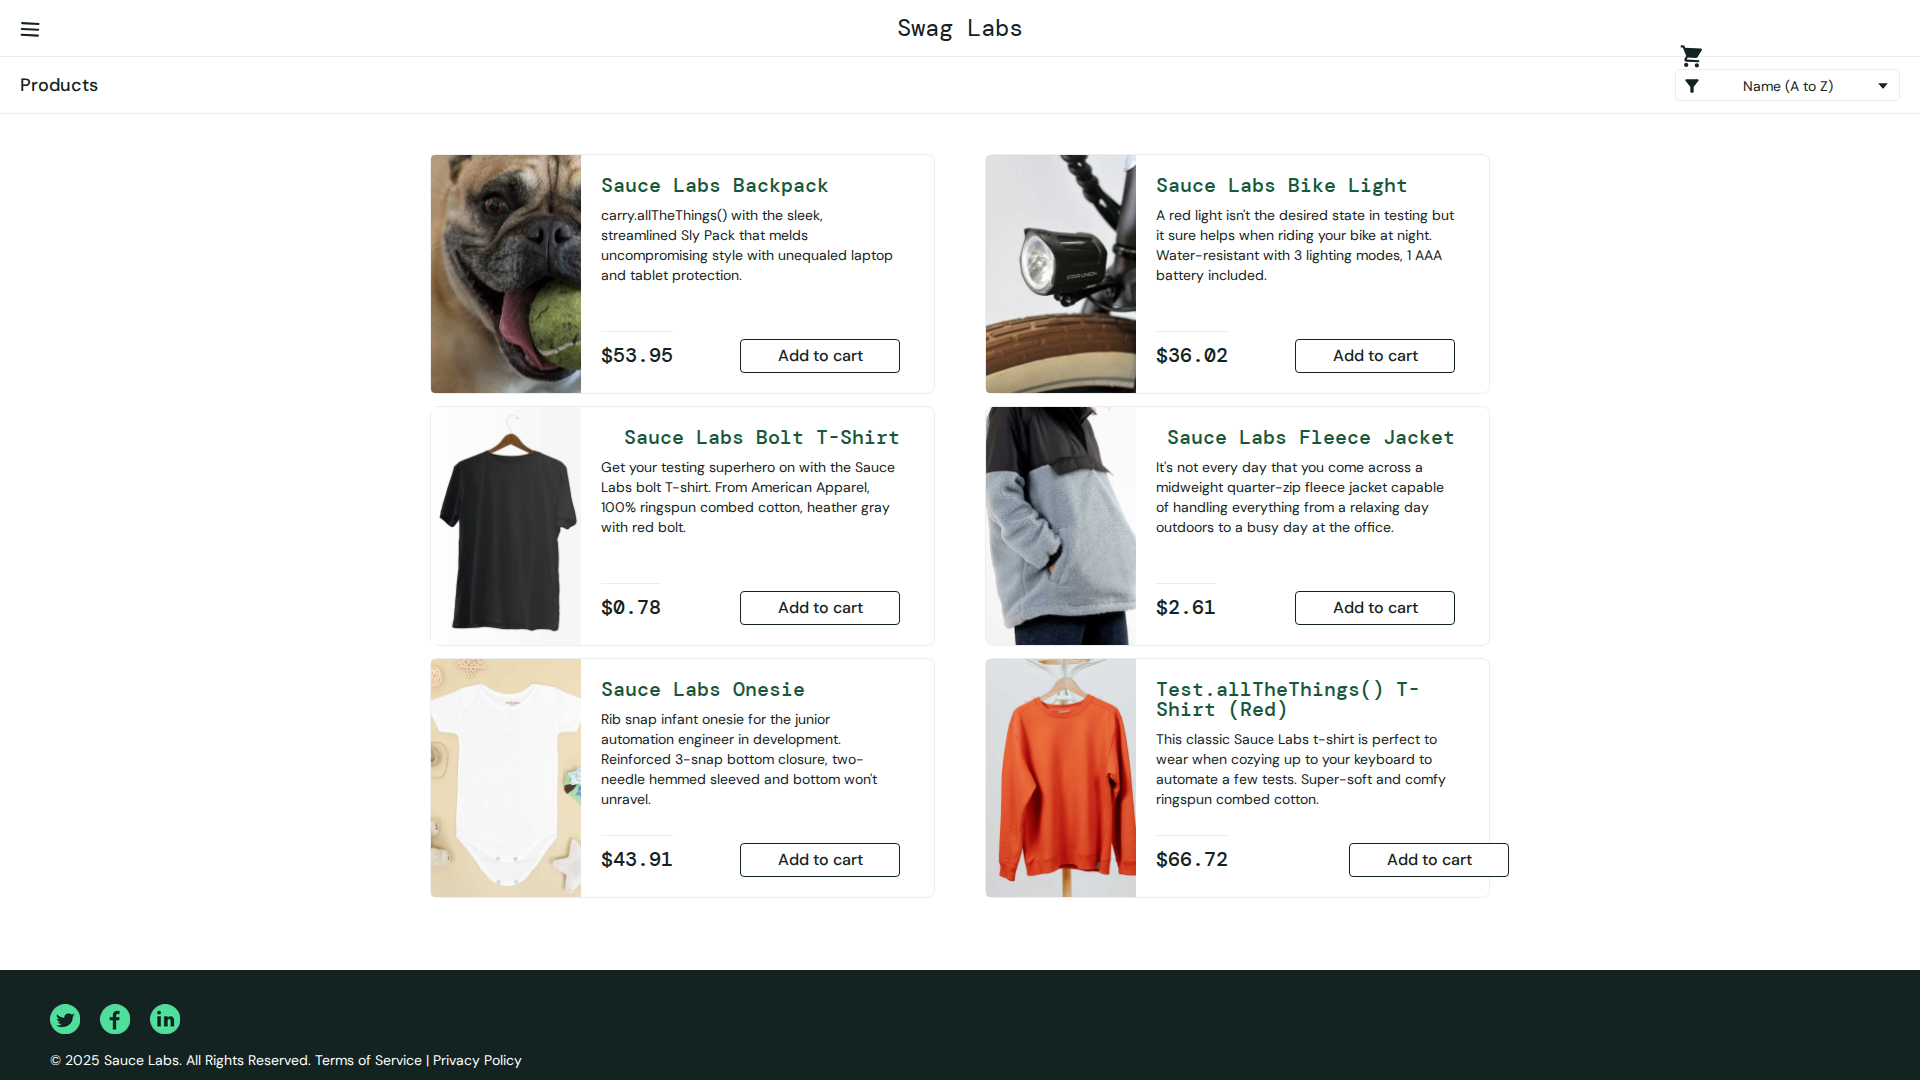 Swag Labs
Products
Name (A to Z)
Sauce Labs Backpack
carry.allTheThings() with the sleek,
streamlined Sly Pack that melds
uncompromising style with unequaled laptop
and tablet protection.
$53.95
Add to cart
Sauce Labs Bike Light
A red light isn't the desired state in testing but
it sure helps when riding your bike at night.
Water-resistant with 3 lighting modes, 1 AAA
battery included.
$36.02
Add to cart
Sauce Labs Bolt T-Shirt
Get your testing superhero on with the Sauce
Labs bolt T-shirt. From American Apparel,
100% ringspun combed cotton, heather gray
with red bolt.
$0.78
Add to cart
Sauce Labs Fleece Jacket
It's not every day that you come across a
midweight quarter-zip fleece jacket capable
of handling everything from a relaxing day
outdoors to a busy day at the office.
$2.61
Add to cart
Sauce Labs Onesie
Rib snap infant onesie for the junior
automation engineer in development.
Reinforced 3-snap bottom closure, two-
needle hemmed sleeved and bottom won't
unravel.
$43.91
Add to cart
Test.allTheThings() T-
Shirt (Red)
This classic Sauce Labs t-shirt is perfect to
wear when cozying up to your keyboard to
automate a few tests. Super-soft and comfy
ringspun combed cotton.
$66.72
Add to cart
© 2025 Sauce Labs. All Rights Reserved. Terms of Service | Privacy Policy